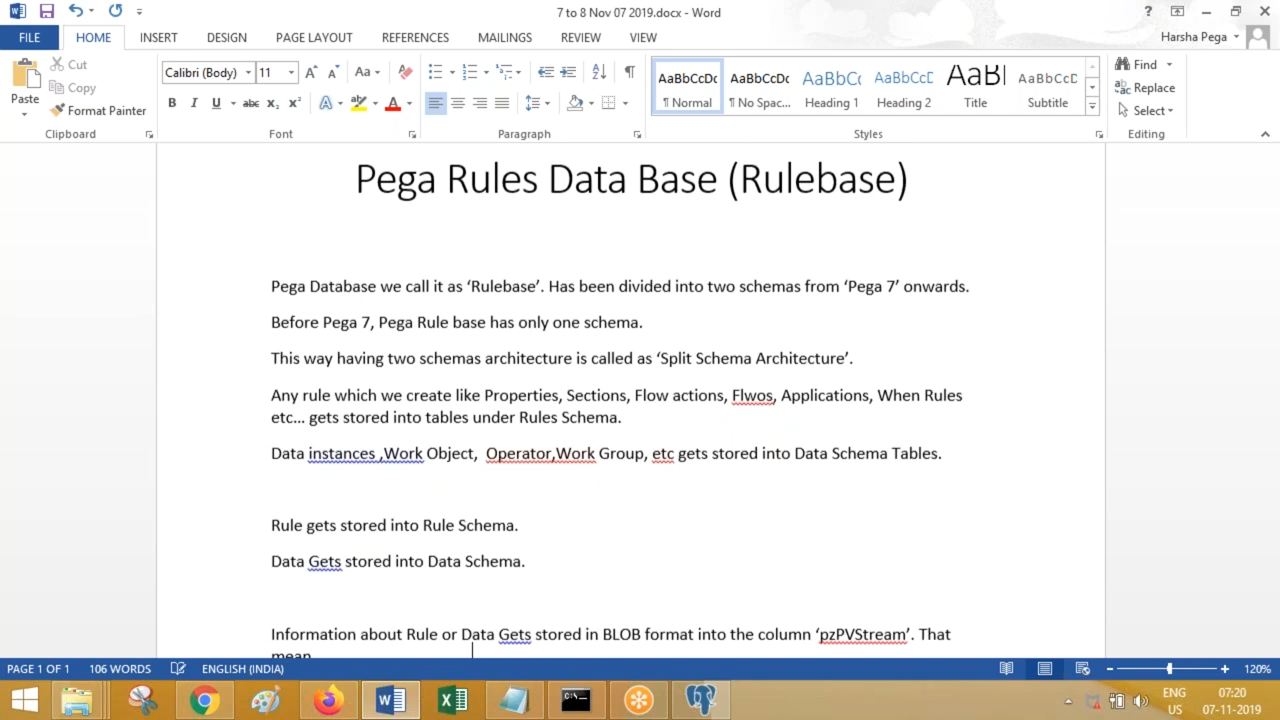 7 to 8 Nov 07 2019.docx - Word
?
Harsha Pega
FILE HOME INSERT DESIGN PAGE LAYOUT REFERENCES MAILINGS REVIEW VIEW
Paste
Cut
Copy
Format Painter
Calibri (Body) 11
Aa
B I U abc x₂ x²
AaBbCcDc AaBbCcDc AaBbCc AaBbCcD AaB AaBbCcD
¶ Normal ¶ No Spac... Heading 1 Heading 2 Title Subtitle
Find
Replace
Select
Clipboard Font Paragraph Styles Editing
Pega Rules Data Base (Rulebase)
Pega Database we call it as ‘Rulebase’. Has been divided into two schemas from ‘Pega 7’ onwards.
Before Pega 7, Pega Rule base has only one schema.
This way having two schemas architecture is called as ‘Split Schema Architecture’.
Any rule which we create like Properties, Sections, Flow actions, Flwos, Applications, When Rules
etc… gets stored into tables under Rules Schema.
Data instances ,Work Object, Operator,Work Group, etc gets stored into Data Schema Tables.
Rule gets stored into Rule Schema.
Data Gets stored into Data Schema.
Information about Rule or Data Gets stored in BLOB format into the column ‘pzPVStream’. That
mean
PAGE 1 OF 1 106 WORDS ENGLISH (INDIA) 120%
ENG 07:20
US 07-11-2019